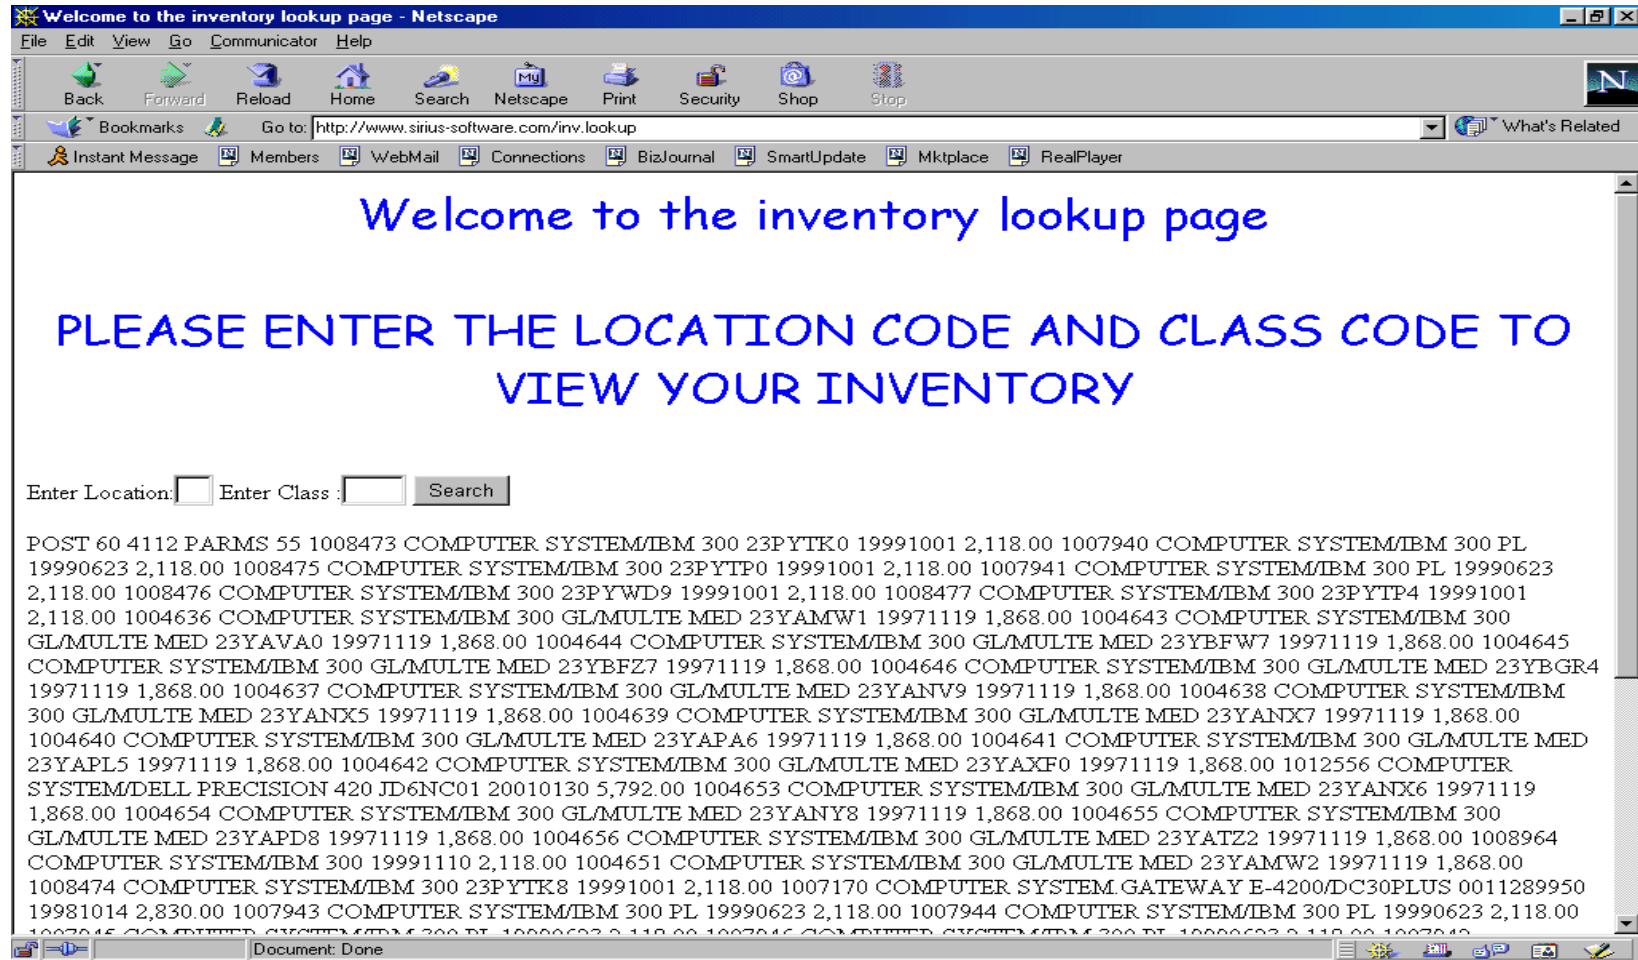 Welcome to the inventory lookup page - Netscape
File Edit View Go Communicator Help
Back Forward Reload Home Search Netscape Print Security Shop Stop
My
N
Bookmarks Go to: http://www.sirius-software.com/inv.lookup What's Related
Instant Message Members WebMail Connections BizJournal SmartUpdate Mktplace RealPlayer
Welcome to the inventory lookup page
PLEASE ENTER THE LOCATION CODE AND CLASS CODE TO
VIEW YOUR INVENTORY
Enter Location: Enter Class : Search
POST 60 4112 PARMS 55 1008473 COMPUTER SYSTEM/IBM 300 23PYTK0 19991001 2,118.00 1007940 COMPUTER SYSTEM/IBM 300 PL
19990623 2,118.00 1008475 COMPUTER SYSTEM/IBM 300 23PYTP0 19991001 2,118.00 1007941 COMPUTER SYSTEM/IBM 300 PL 19990623
2,118.00 1008476 COMPUTER SYSTEM/IBM 300 23PYWD9 19991001 2,118.00 1008477 COMPUTER SYSTEM/IBM 300 23PYTP4 19991001
2,118.00 1004636 COMPUTER SYSTEM/IBM 300 GL/MULTE MED 23YAMW1 19971119 1,868.00 1004643 COMPUTER SYSTEM/IBM 300
GL/MULTE MED 23YAVA0 19971119 1,868.00 1004644 COMPUTER SYSTEM/IBM 300 GL/MULTE MED 23YBFW7 19971119 1,868.00 1004645
COMPUTER SYSTEM/IBM 300 GL/MULTE MED 23YBFZ7 19971119 1,868.00 1004646 COMPUTER SYSTEM/IBM 300 GL/MULTE MED 23YBGR4
19971119 1,868.00 1004637 COMPUTER SYSTEM/IBM 300 GL/MULTE MED 23YANV9 19971119 1,868.00 1004638 COMPUTER SYSTEM/IBM
300 GL/MULTE MED 23YANX5 19971119 1,868.00 1004639 COMPUTER SYSTEM/IBM 300 GL/MULTE MED 23YANX7 19971119 1,868.00
1004640 COMPUTER SYSTEM/IBM 300 GL/MULTE MED 23YAPA6 19971119 1,868.00 1004641 COMPUTER SYSTEM/IBM 300 GL/MULTE MED
23YAPL5 19971119 1,868.00 1004642 COMPUTER SYSTEM/IBM 300 GL/MULTE MED 23YAXF0 19971119 1,868.00 1012556 COMPUTER
SYSTEM/DELL PRECISION 420 JD6NC01 20010130 5,792.00 1004653 COMPUTER SYSTEM/IBM 300 GL/MULTE MED 23YANX6 19971119
1,868.00 1004654 COMPUTER SYSTEM/IBM 300 GL/MULTE MED 23YANY8 19971119 1,868.00 1004655 COMPUTER SYSTEM/IBM 300
GL/MULTE MED 23YAPD8 19971119 1,868.00 1004656 COMPUTER SYSTEM/IBM 300 GL/MULTE MED 23YATZ2 19971119 1,868.00 1008964
COMPUTER SYSTEM/IBM 300 19991110 2,118.00 1004651 COMPUTER SYSTEM/IBM 300 GL/MULTE MED 23YAMW2 19971119 1,868.00
1008474 COMPUTER SYSTEM/IBM 300 23PYTK8 19991001 2,118.00 1007170 COMPUTER SYSTEM.GATEWAY E-4200/DC30PLUS 0011289950
19981014 2,830.00 1007943 COMPUTER SYSTEM/IBM 300 PL 19990623 2,118.00 1007944 COMPUTER SYSTEM/IBM 300 PL 19990623 2,118.00
Document: Done